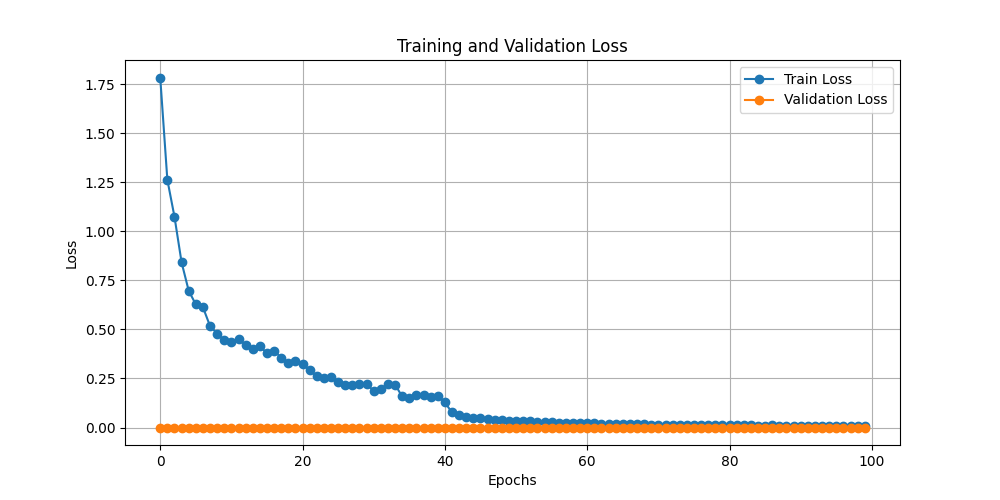 Training and Validation Loss
Train Loss
Validation Loss
1.75
1.50
1.25
1.00
0.75
0.50
0.25
0.00
Loss
0 20 40 60 80 100
Epochs